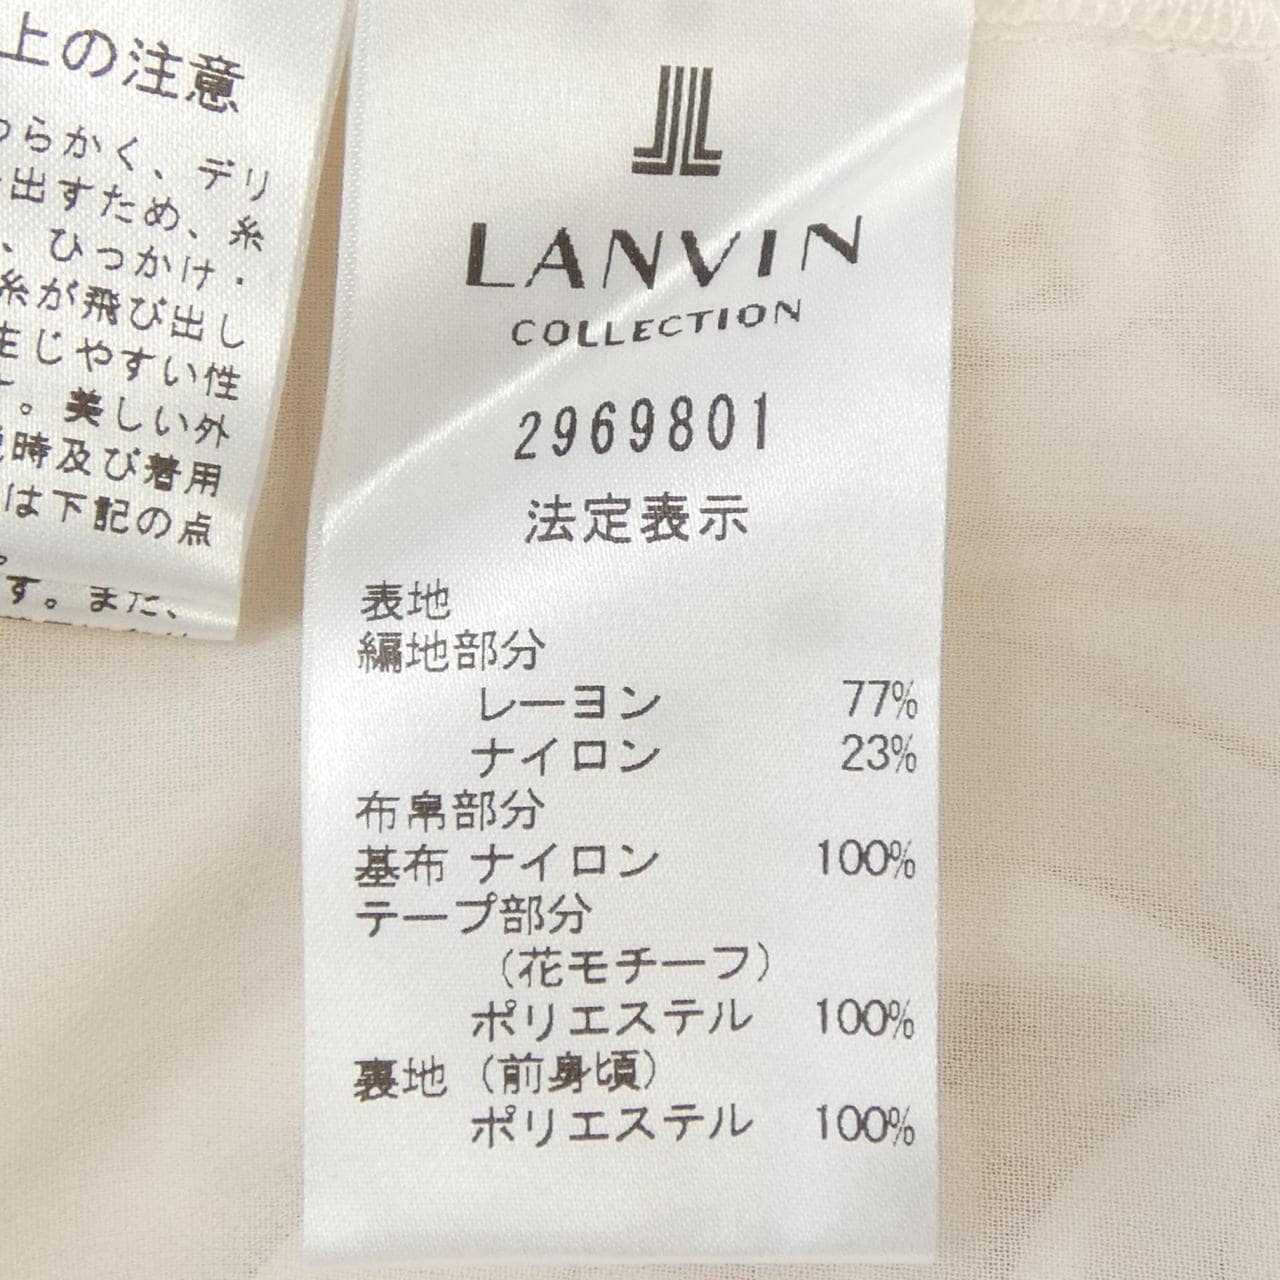 上の注意
わらかく、デリ
出すため、糸
、ひっかけ・
糸が飛び出し
生じやすい性
。美しい外
時及び着用
は下記の点
。
す。また、
LANVIN
COLLECTION
2969801
法定表示
表地
編地部分
レーヨン 77%
ナイロン 23%
布帛部分
基布 ナイロン 100%
テープ部分
(花モチーフ)
ポリエステル 100%
裏地 (前身頃)
ポリエステル 100%